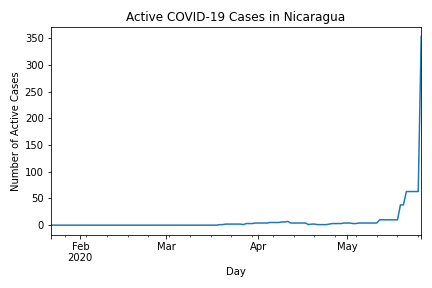 Active COVID-19 Cases in Nicaragua
Number of Active Cases
350
300
250
200
150
100
50
0
Feb
2020
Mar
Apr
May
Day